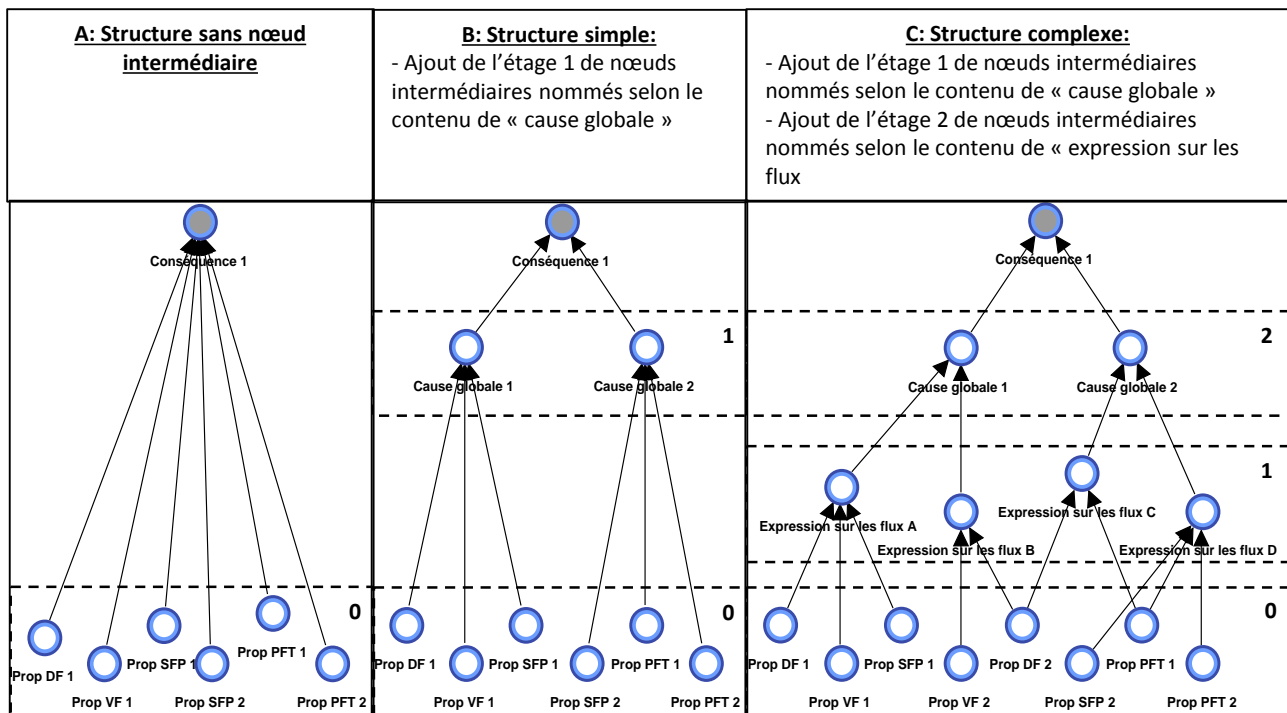 A: Structure sans nœud
intermédiaire
B: Structure simple:
- Ajout de l'étage 1 de nœuds
intermédiaires nommés selon le
contenu de « cause globale »
C: Structure complexe:
- Ajout de l'étage 1 de nœuds intermédiaires
nommés selon le contenu de « cause globale »
- Ajout de l'étage 2 de nœuds intermédiaires
nommés selon le contenu de « expression sur les
flux
Conséquence 1
0
Prop DF 1
Prop VF 1
Prop SFP 1
Prop SFP 2
Prop PFT 1
Prop PFT 2
Conséquence 1
1
Cause globale 1
Cause globale 2
0
Prop DF 1
Prop VF 1
Prop SFP 1
Prop SFP 2
Prop PFT 1
Prop PFT 2
Conséquence 1
2
Cause globale 1
Cause globale 2
1
Expression sur les flux A
Expression sur les flux B
Expression sur les flux C
Expression sur les flux D
0
Prop DF 1
Prop VF 1
Prop SFP 1
Prop VF 2
Prop DF 2
Prop SFP 2
Prop PFT 1
Prop PFT 2